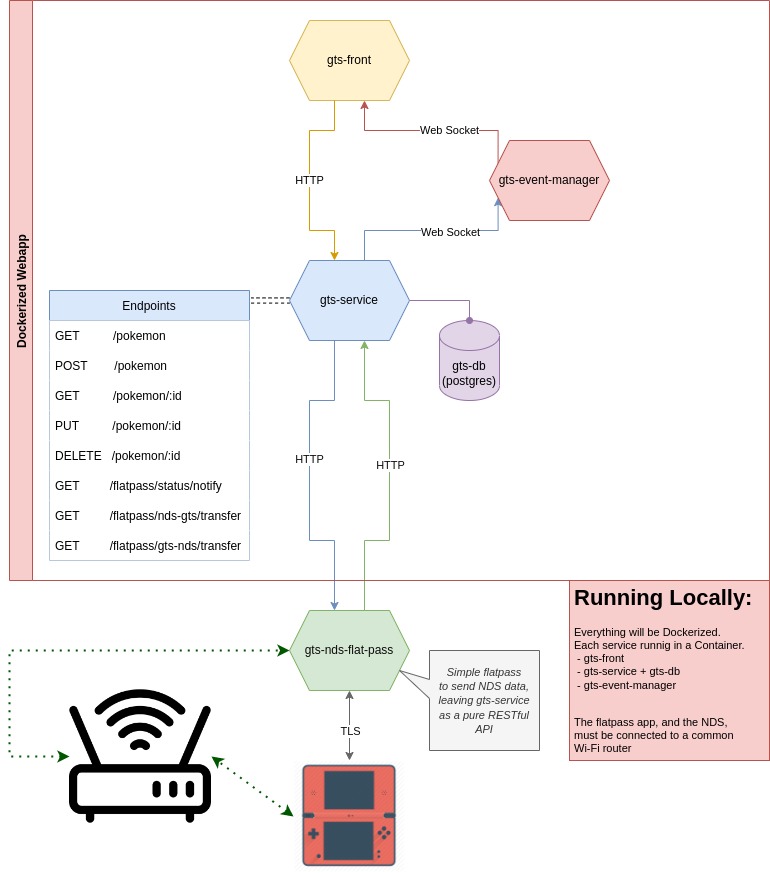 gts-front
Web Socket
HTTP
gts-event-manager
Web Socket
Dockerized Webapp
gts-service
Endpoints
GET /pokemon
POST /pokemon
GET /pokemon/:id
PUT /pokemon/:id
DELETE /pokemon/:id
GET /flatpass/status/notify
GET /flatpass/nds-gts/transfer
GET /flatpass/gts-nds/transfer
gts-db
(postgres)
HTTP
HTTP
gts-nds-flat-pass
Simple flatpass
to send NDS data,
leaving gts-service
as a pure RESTful
API
TLS
Running Locally:
Everything will be Dockerized.
Each service runnig in a Container.
- gts-front
- gts-service + gts-db
- gts-event-manager
The flatpass app, and the NDS,
must be connected to a common
Wi-Fi router